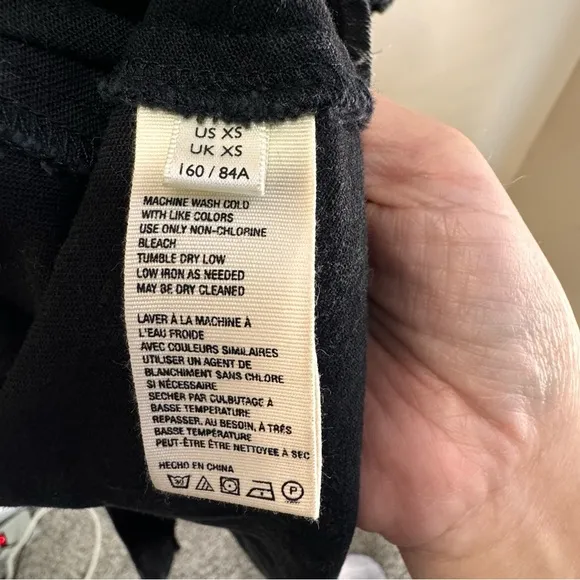 US XS
UK XS
160 / 84A
MACHINE WASH COLD
WITH LIKE COLORS
USE ONLY NON-CHLORINE
BLEACH
TUMBLE DRY LOW
LOW IRON AS NEEDED
MAY BE DRY CLEANED
LAVER À LA MACHINE À
L'EAU FROIDE
AVEC COULEURS SIMILAIRES
UTILISER UN AGENT DE
BLANCHIMENT SANS CHLORE
SI NÉCESSAIRE
SECHER PAR CULBUTAGE À
BASSE TEMPERATURE
REPASSER, AU BESOIN, À TRÈS
BASSE TEMPÉRATURE
PEUT-ÊTRE ÊTRE NETTOYEE À SEC
HECHO EN CHINA
P